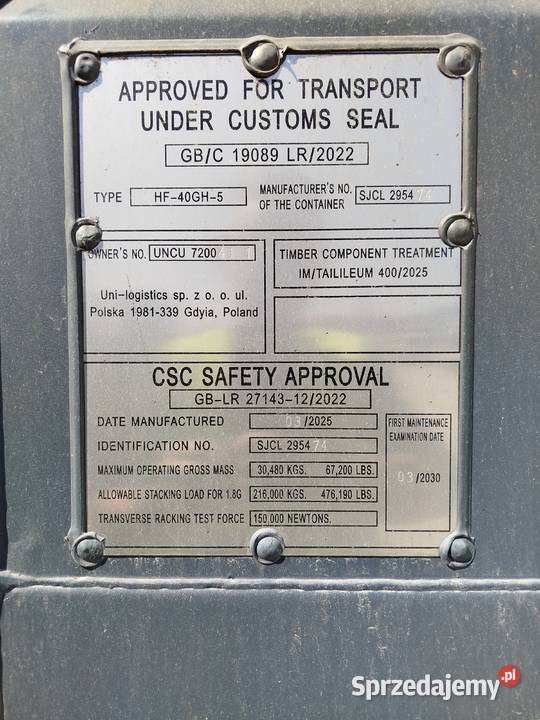 APPROVED FOR TRANSPORT
UNDER CUSTOMS SEAL
GB/C 19089 LR/2022
TYPE HF-40GH-5
MANUFACTURER'S NO.
OF THE CONTAINER SJCL 295474
OWNER'S NO. UNCU 7200
Uni-logistics sp. z o. o. ul.
Polska 1981-339 Gdyia, Poland
TIMBER COMPONENT TREATMENT
IM/TAILILEUM 400/2025
CSC SAFETY APPROVAL
GB-LR 27143-12/2022
DATE MANUFACTURED 03/2025
IDENTIFICATION NO. SJCL 295474
MAXIMUM OPERATING GROSS MASS 30,480 KGS. 67,200 LBS.
ALLOWABLE STACKING LOAD FOR 1.8G 216,000 KGS. 476,190 LBS.
TRANSVERSE RACKING TEST FORCE 150,000 NEWTONS.
FIRST MAINTENANCE
EXAMINATION DATE
03/2030
Sprzedajemy.pl